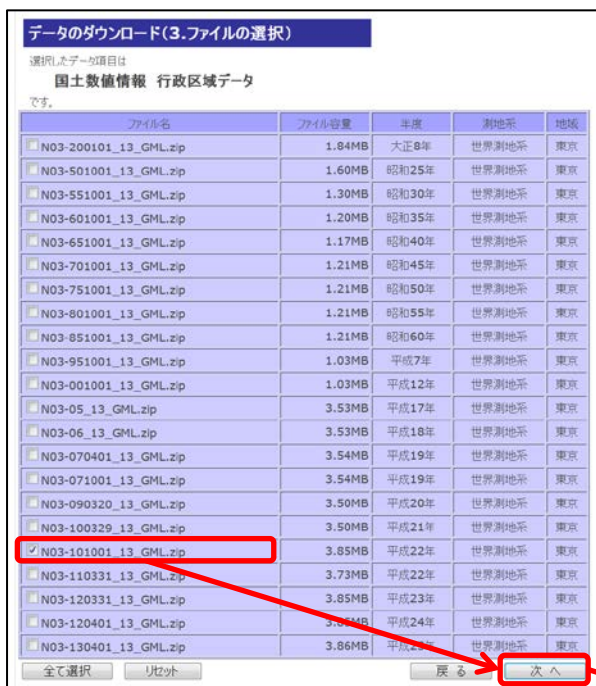 データのダウンロード(3.ファイルの選択)
選択したデータ項目は
国土数値情報 行政区域データ
です。
ファイル名 ファイル容量 年度 測地系 地域
N03-200101_13_GML.zip 1.84MB 大正8年 世界測地系 東京
N03-501001_13_GML.zip 1.60MB 昭和25年 世界測地系 東京
N03-551001_13_GML.zip 1.30MB 昭和30年 世界測地系 東京
N03-601001_13_GML.zip 1.20MB 昭和35年 世界測地系 東京
N03-651001_13_GML.zip 1.17MB 昭和40年 世界測地系 東京
N03-701001_13_GML.zip 1.21MB 昭和45年 世界測地系 東京
N03-751001_13_GML.zip 1.21MB 昭和50年 世界測地系 東京
N03-801001_13_GML.zip 1.21MB 昭和55年 世界測地系 東京
N03-851001_13_GML.zip 1.21MB 昭和60年 世界測地系 東京
N03-951001_13_GML.zip 1.03MB 平成7年 世界測地系 東京
N03-001001_13_GML.zip 1.03MB 平成12年 世界測地系 東京
N03-05_13_GML.zip 3.53MB 平成17年 世界測地系 東京
N03-06_13_GML.zip 3.53MB 平成18年 世界測地系 東京
N03-070401_13_GML.zip 3.54MB 平成19年 世界測地系 東京
N03-071001_13_GML.zip 3.54MB 平成19年 世界測地系 東京
N03-090320_13_GML.zip 3.50MB 平成20年 世界測地系 東京
N03-100329_13_GML.zip 3.50MB 平成21年 世界測地系 東京
N03-101001_13_GML.zip 3.85MB 平成22年 世界測地系 東京
N03-110331_13_GML.zip 3.73MB 平成22年 世界測地系 東京
N03-120331_13_GML.zip 3.85MB 平成23年 世界測地系 東京
N03-120401_13_GML.zip 平成24年 世界測地系 東京
N03-130401_13_GML.zip 3.86MB 世界測地系 東京
全て選択 リセット 戻る 次へ